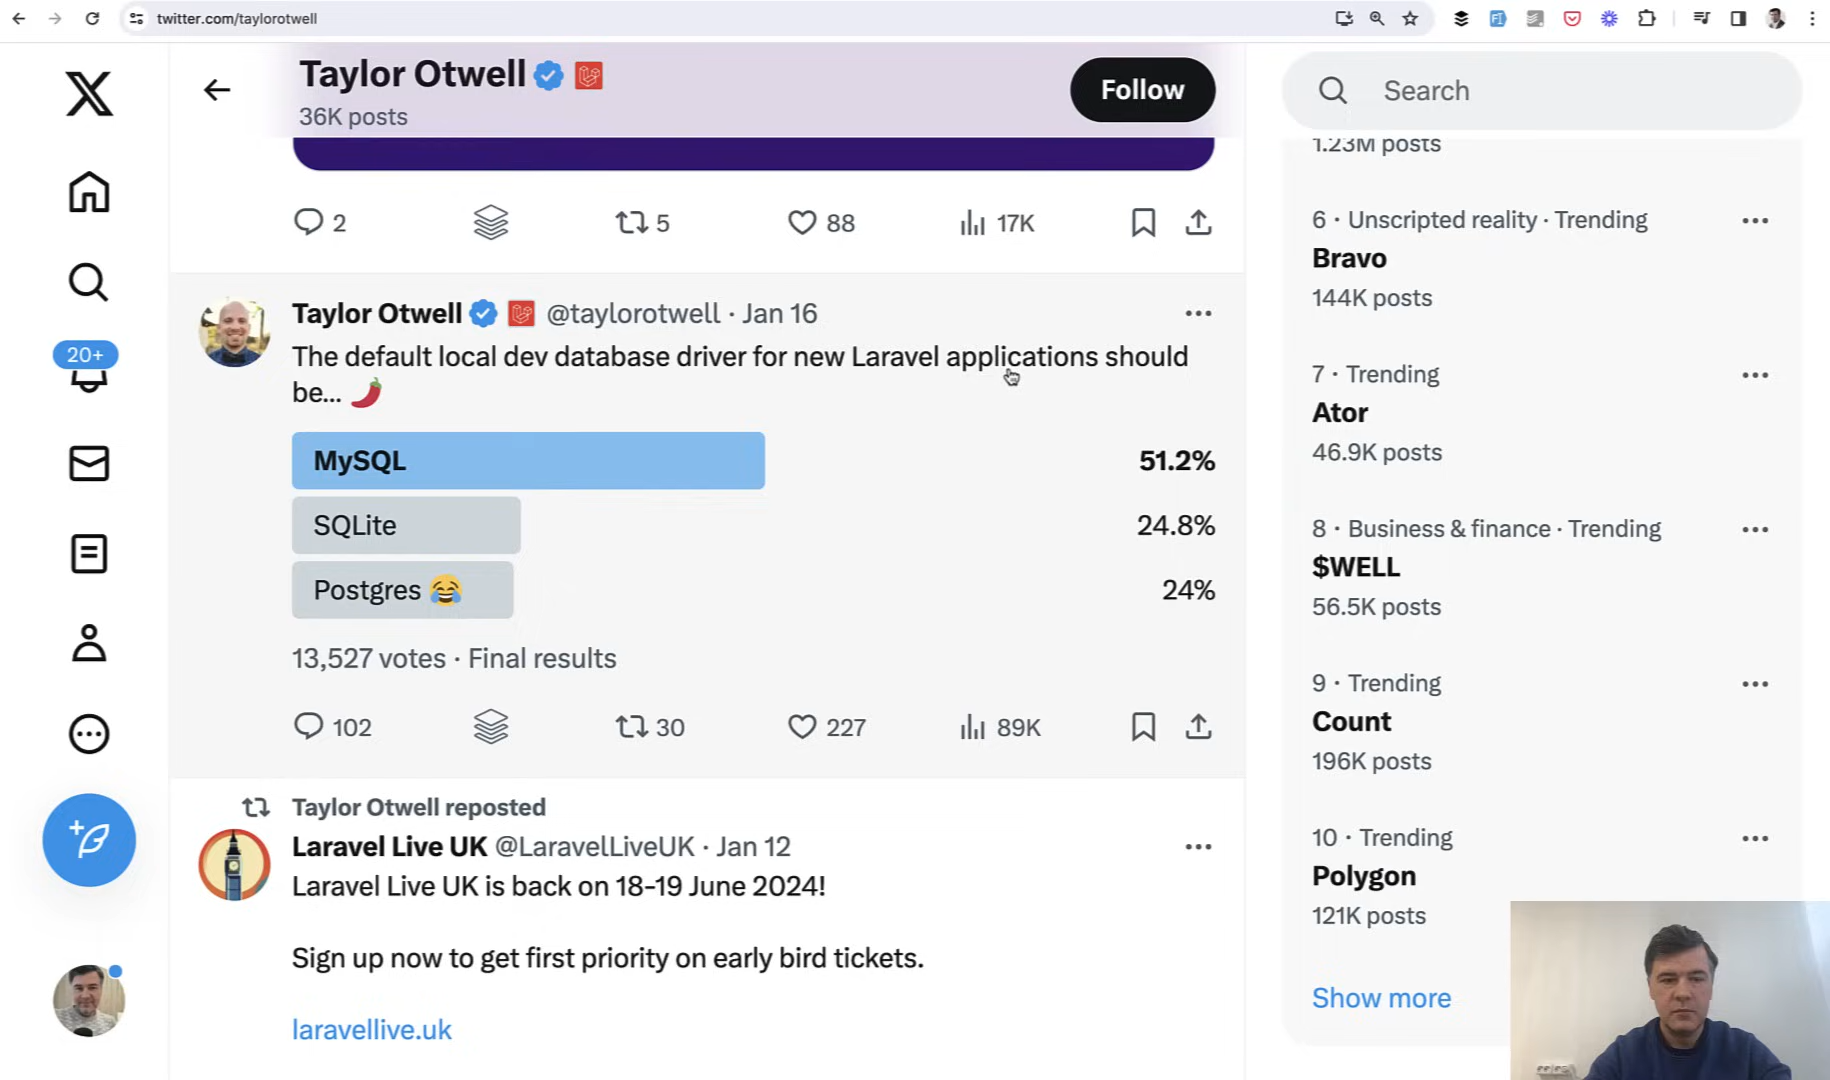 twitter.com/taylorotwell
Taylor Otwell
36K posts
Follow
Search
2
5
88
17K
Taylor Otwell @taylorotwell · Jan 16
The default local dev database driver for new Laravel applications should
be... 🌶️
MySQL 51.2%
SQLite 24.8%
Postgres 😂 24%
13,527 votes · Final results
102
30
227
89K
Taylor Otwell reposted
Laravel Live UK @LaravelLiveUK · Jan 12
Laravel Live UK is back on 18-19 June 2024!
Sign up now to get first priority on early bird tickets.
laravellive.uk
20+
1.23M posts
6 · Unscripted reality · Trending
Bravo
144K posts
7 · Trending
Ator
46.9K posts
8 · Business & finance · Trending
$WELL
56.5K posts
9 · Trending
Count
196K posts
10 · Trending
Polygon
121K posts
Show more